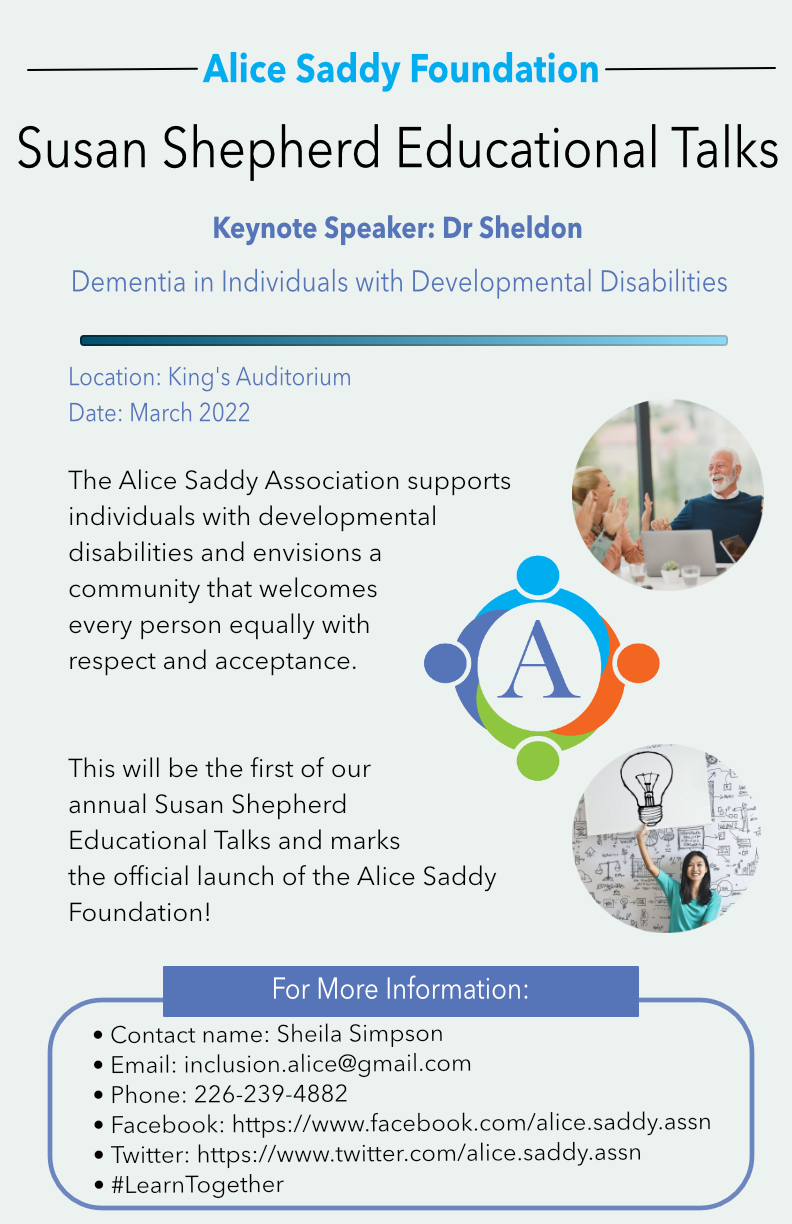 Alice Saddy Foundation
Susan Shepherd Educational Talks
Keynote Speaker: Dr Sheldon
Dementia in Individuals with Developmental Disabilities
Location: King's Auditorium
Date: March 2022
The Alice Saddy Association supports
individuals with developmental
disabilities and envisions a
community that welcomes
every person equally with
respect and acceptance.
A
This will be the first of our
annual Susan Shepherd
Educational Talks and marks
the official launch of the Alice Saddy
Foundation!
For More Information:
• Contact name: Sheila Simpson
• Email: inclusion.alice@gmail.com
• Phone: 226-239-4882
• Facebook: https://www.facebook.com/alice.saddy.assn
• Twitter: https://www.twitter.com/alice.saddy.assn
• #LearnTogether